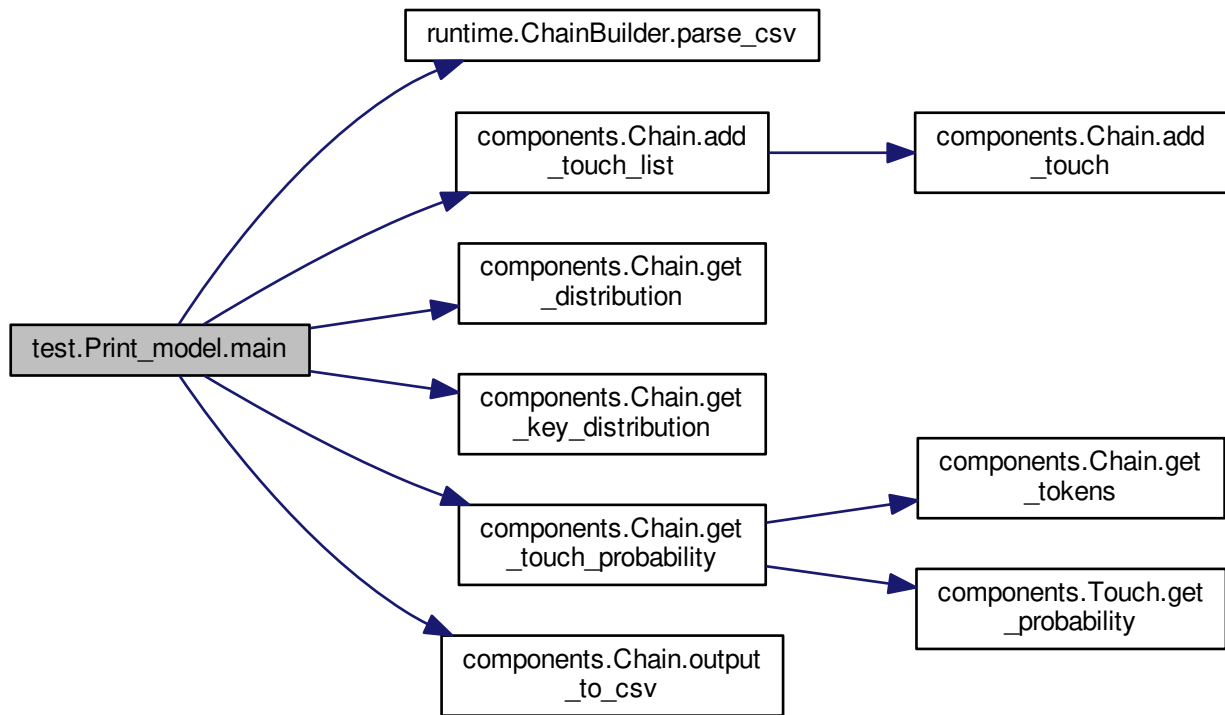 runtime.ChainBuilder.parse_csv
components.Chain.add
_touch_list
components.Chain.add
_touch
components.Chain.get
_distribution
test.Print_model.main
components.Chain.get
_key_distribution
components.Chain.get
_touch_probability
components.Chain.get
_tokens
components.Touch.get
_probability
components.Chain.output
_to_csv